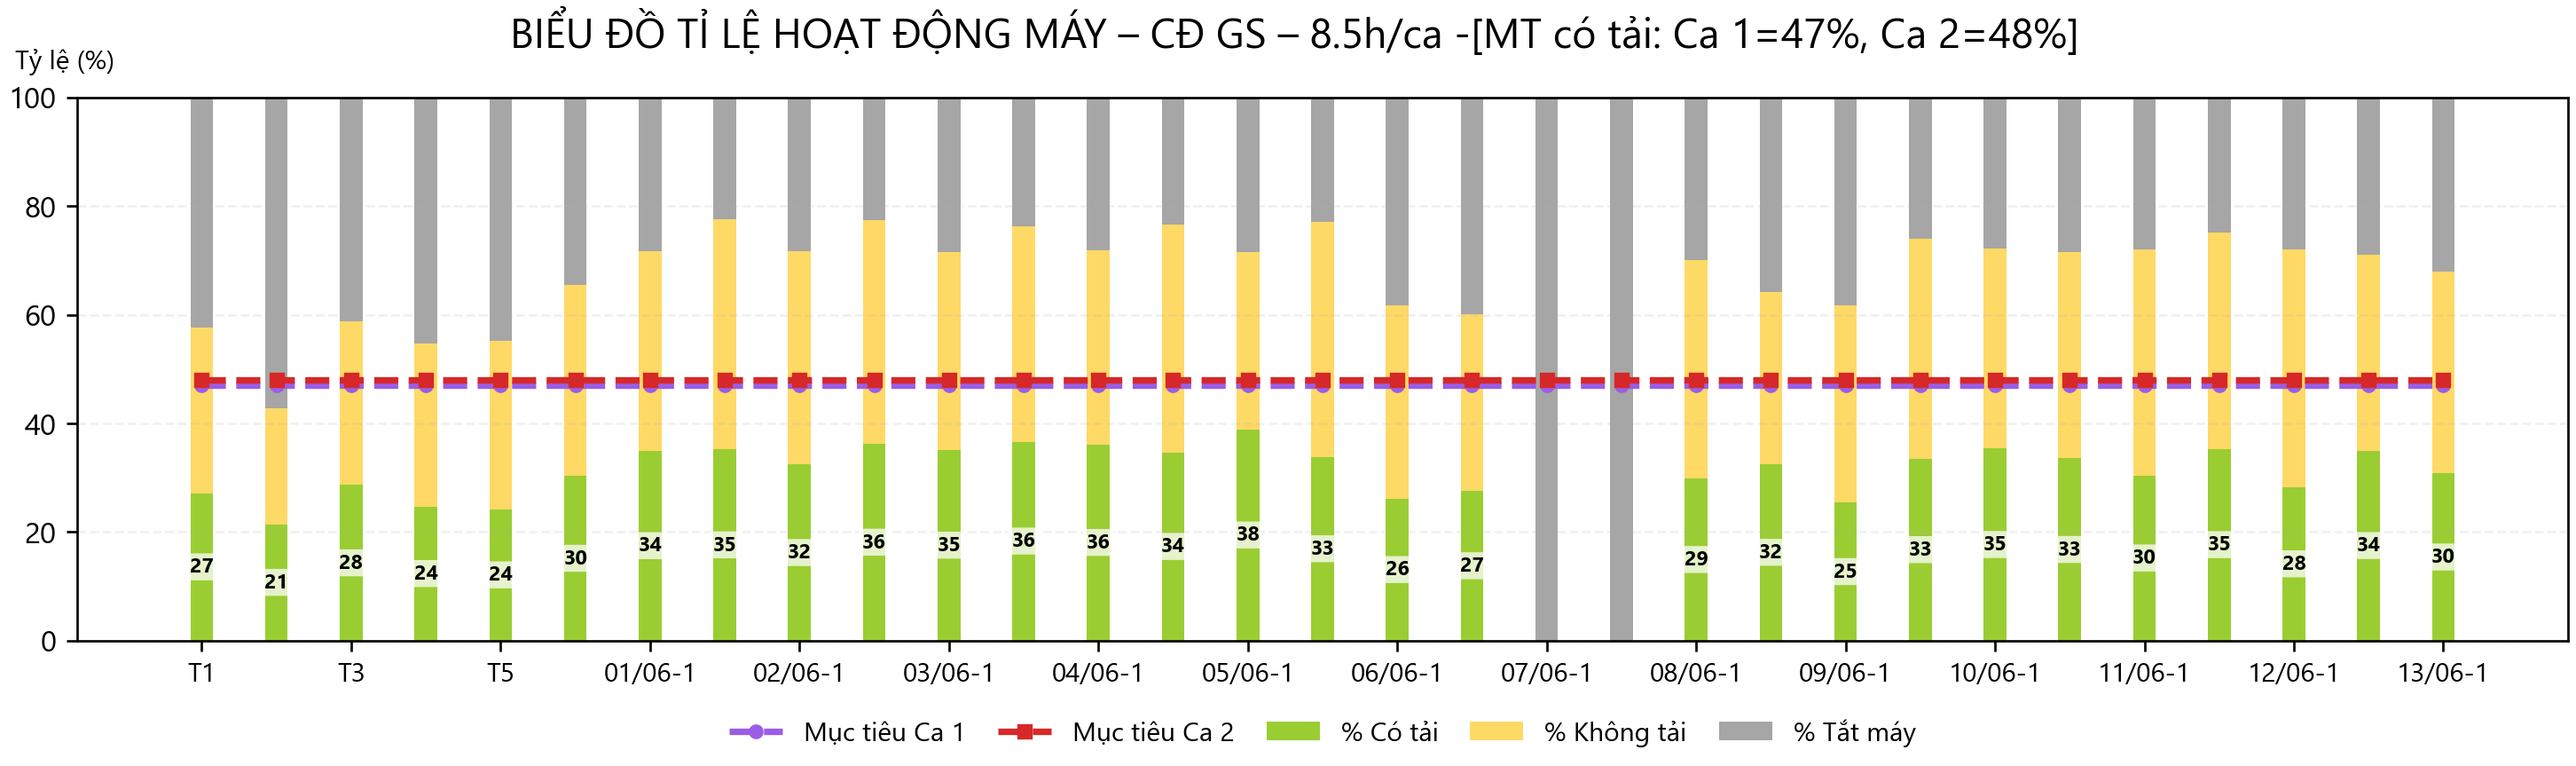 BIỂU ĐỒ TỈ LỆ HOẠT ĐỘNG MÁY – CĐ GS – 8.5h/ca -[MT có tải: Ca 1=47%, Ca 2=48%]
Tỷ lệ (%)
100
80
60
40
20
0
27 21 28 24 24 30 34 35 32 36 35 36 36 34 38 33 26 27 29 32 25 33 35 33 30 35 28 34 30
T1 T3 T5 01/06-1 02/06-1 03/06-1 04/06-1 05/06-1 06/06-1 07/06-1 08/06-1 09/06-1 10/06-1 11/06-1 12/06-1 13/06-1
Mục tiêu Ca 1 Mục tiêu Ca 2 % Có tải % Không tải % Tắt máy